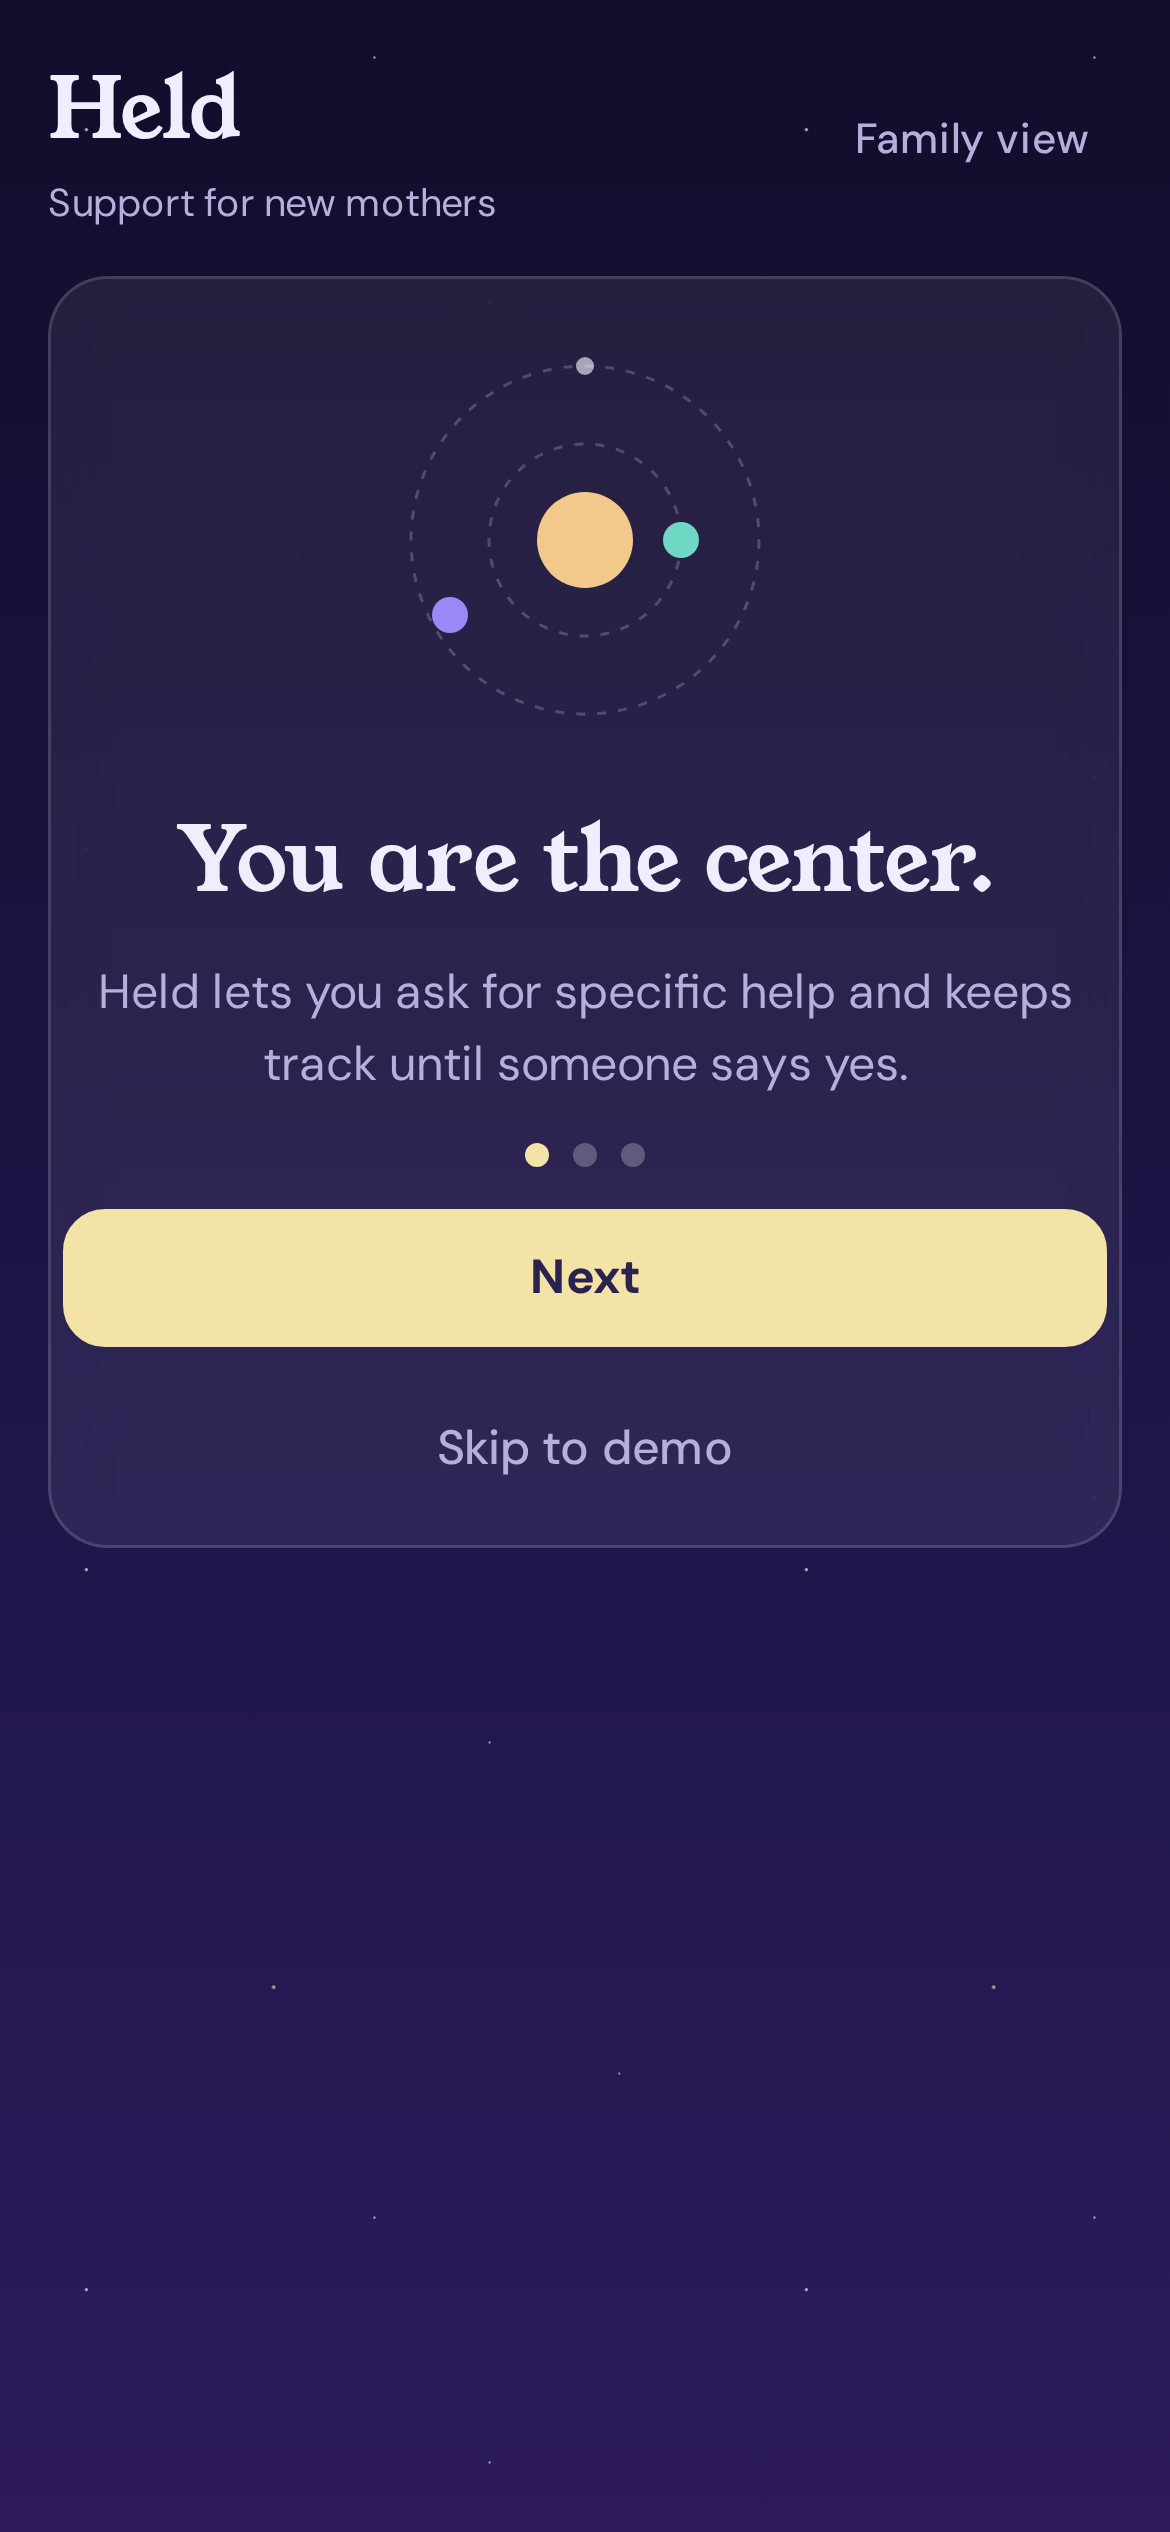 Held
Family view
Support for new mothers
You are the center.
Held lets you ask for specific help and keeps
track until someone says yes.
Next
Skip to demo